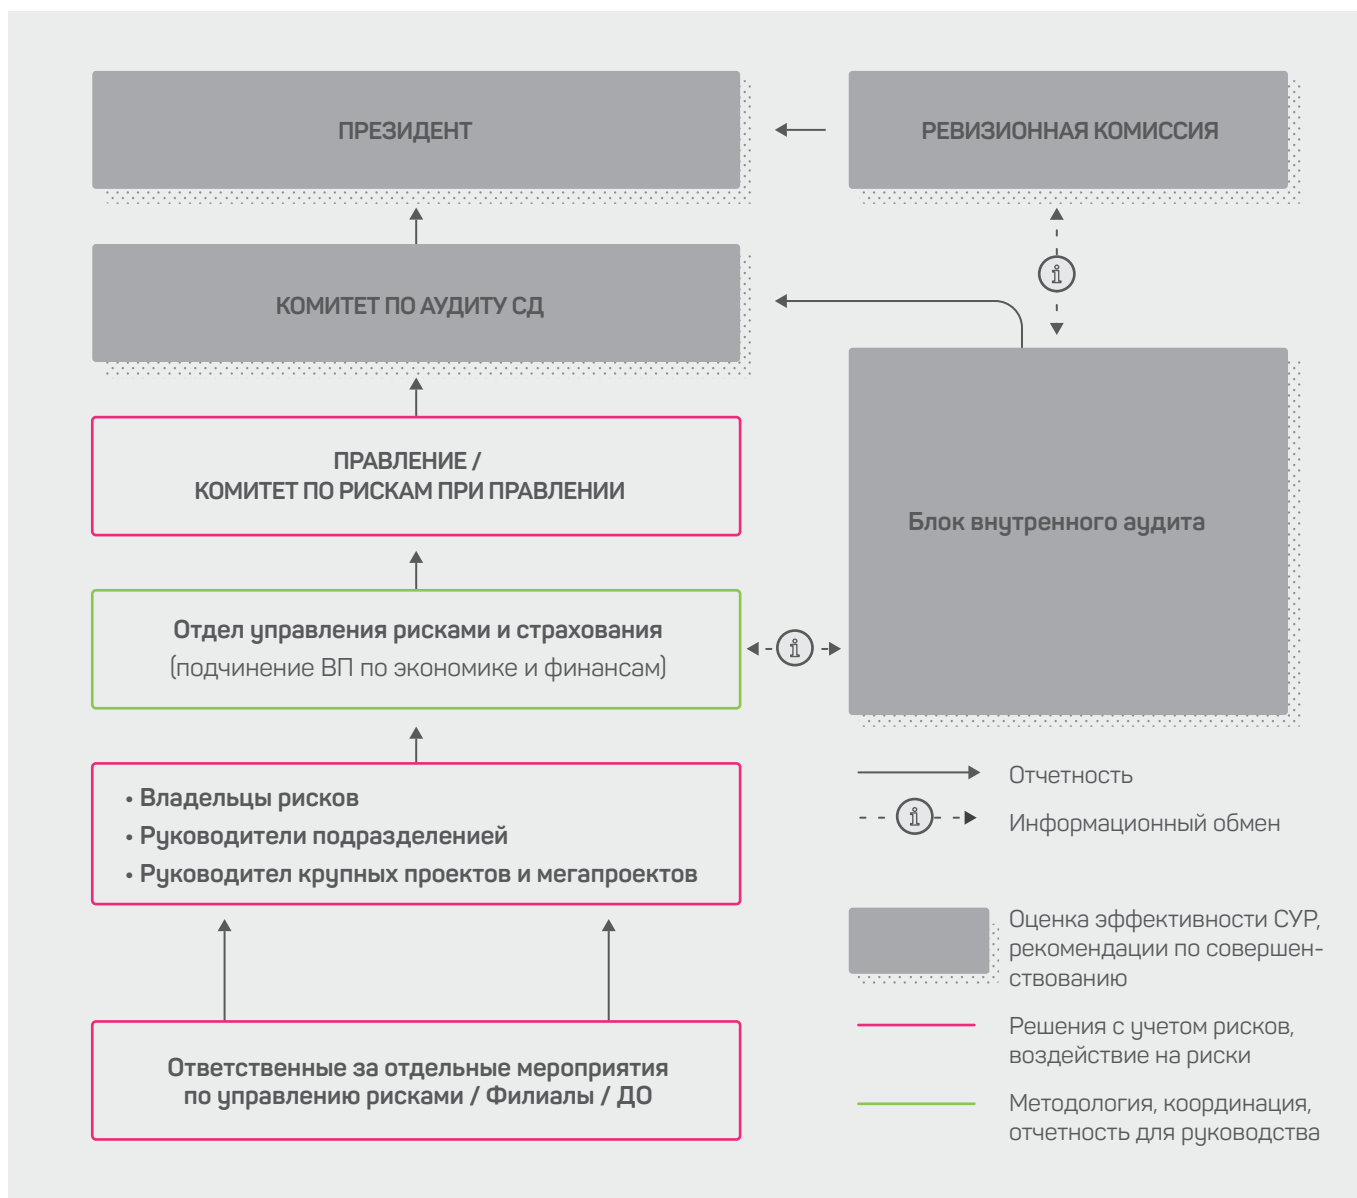 ПРЕЗИДЕНТ
РЕВИЗИОННАЯ КОМИССИЯ
КОМИТЕТ ПО АУДИТУ СД
ПРАВЛЕНИЕ /
КОМИТЕТ ПО РИСКАМ ПРИ ПРАВЛЕНИИ
Блок внутренного аудита
Отдел управления рисками и страхования
(подчинение ВП по экономике и финансам)
• Владельцы рисков
• Руководители подразделенией
• Руководител крупных проектов и мегапроектов
Ответственные за отдельные мероприятия
по управлению рисками / Филиалы / ДО
Отчетность
Информационный обмен
Оценка эффективности СУР,
рекомендации по совершен-
ствованию
Решения с учетом рисков,
воздействие на риски
Методология, координация,
отчетность для руководства